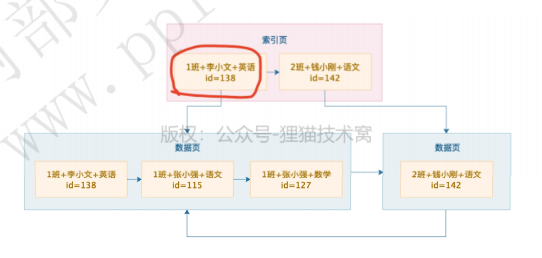 索引页
1班+李小文+英语
id=138
2班+钱小刚+语文
id=142
版权：公众号-狸猫技术窝
数据页
1班+李小文+英语
id=138
1班+张小强+语文
id=115
1班+张小强+数学
id=127
数据页
2班+钱小刚+语文
id=142